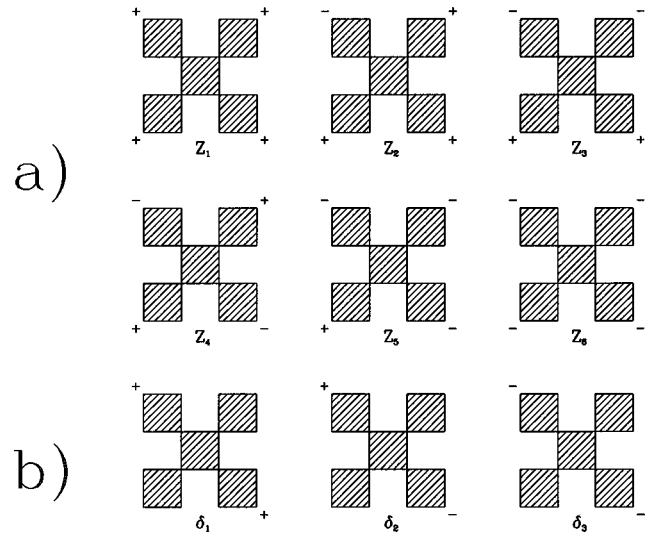 + + - + - -
a)
+ + + + + +
Z₁ Z₂ Z₃
- + - - - -
+ - + - - -
Z₄ Z₅ Z₆
+ + -
b)
+ - -
δ₁ δ₂ δ₃